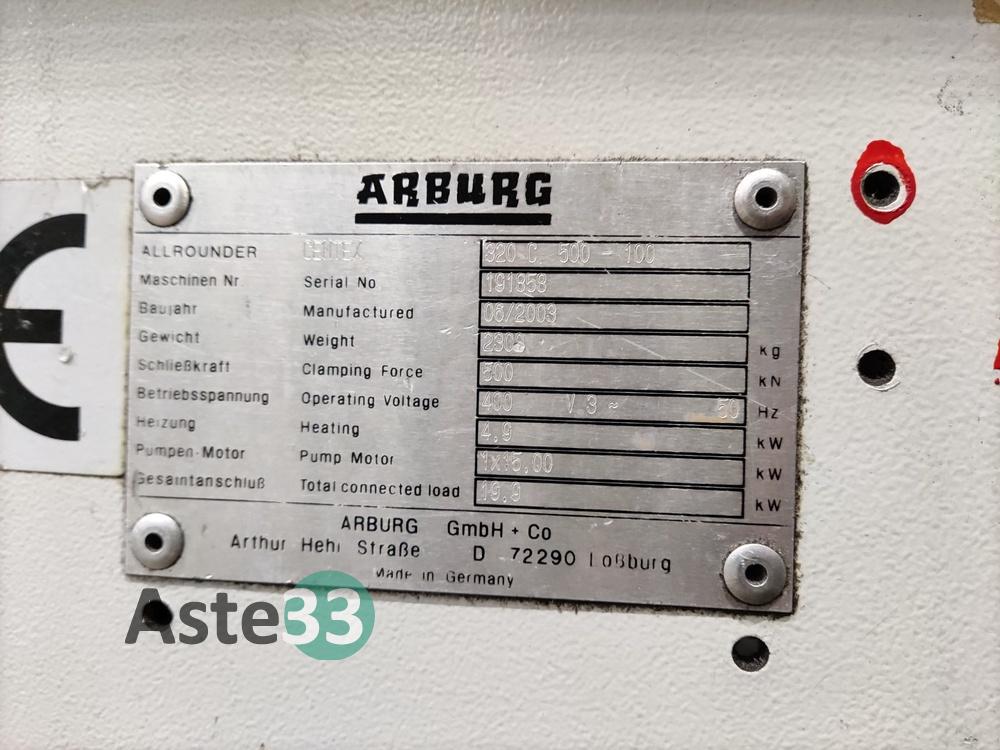 ARBURG
ALLROUNDER CENTEX 320 C 500 - 100
Maschinen Nr Serial No 191858
Baujahr Manufactured 06/2003
Gewicht Weight kg
Schließkraft Clamping Force 500 kN
Betriebsspannung Operating Voltage 400 V 3 ~ 50 Hz
Heizung Heating 4,9 kW
Pumpen-Motor Pump Motor 1x15,00 kW
Gesamtanschluß Total connected load 19,9 kW
ARBURG GmbH + Co
Arthur Hehl Straße D 72290 Loßburg
Made in Germany
CE
Aste33